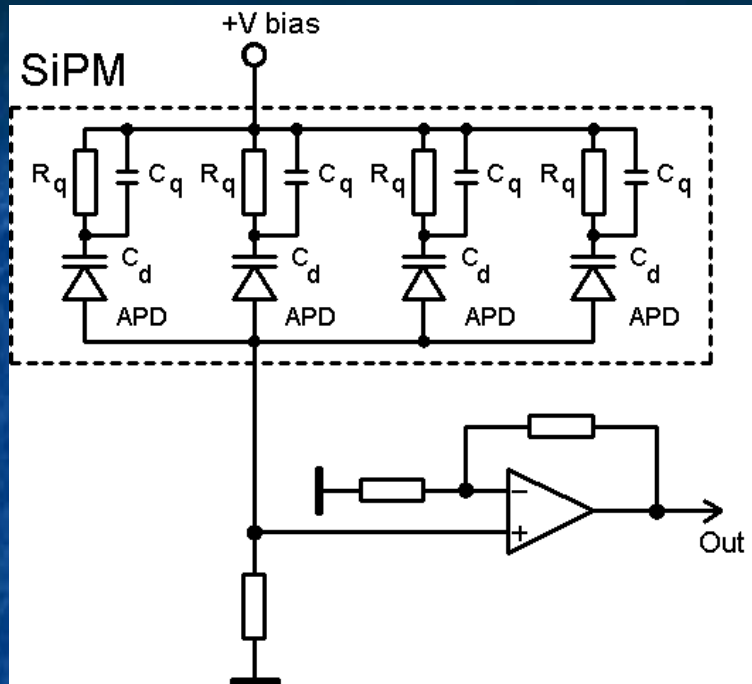 +V bias
SiPM
Rq Cq Rq Cq Rq Cq Rq Cq
Cd Cd Cd Cd
APD APD APD APD
−
+
Out